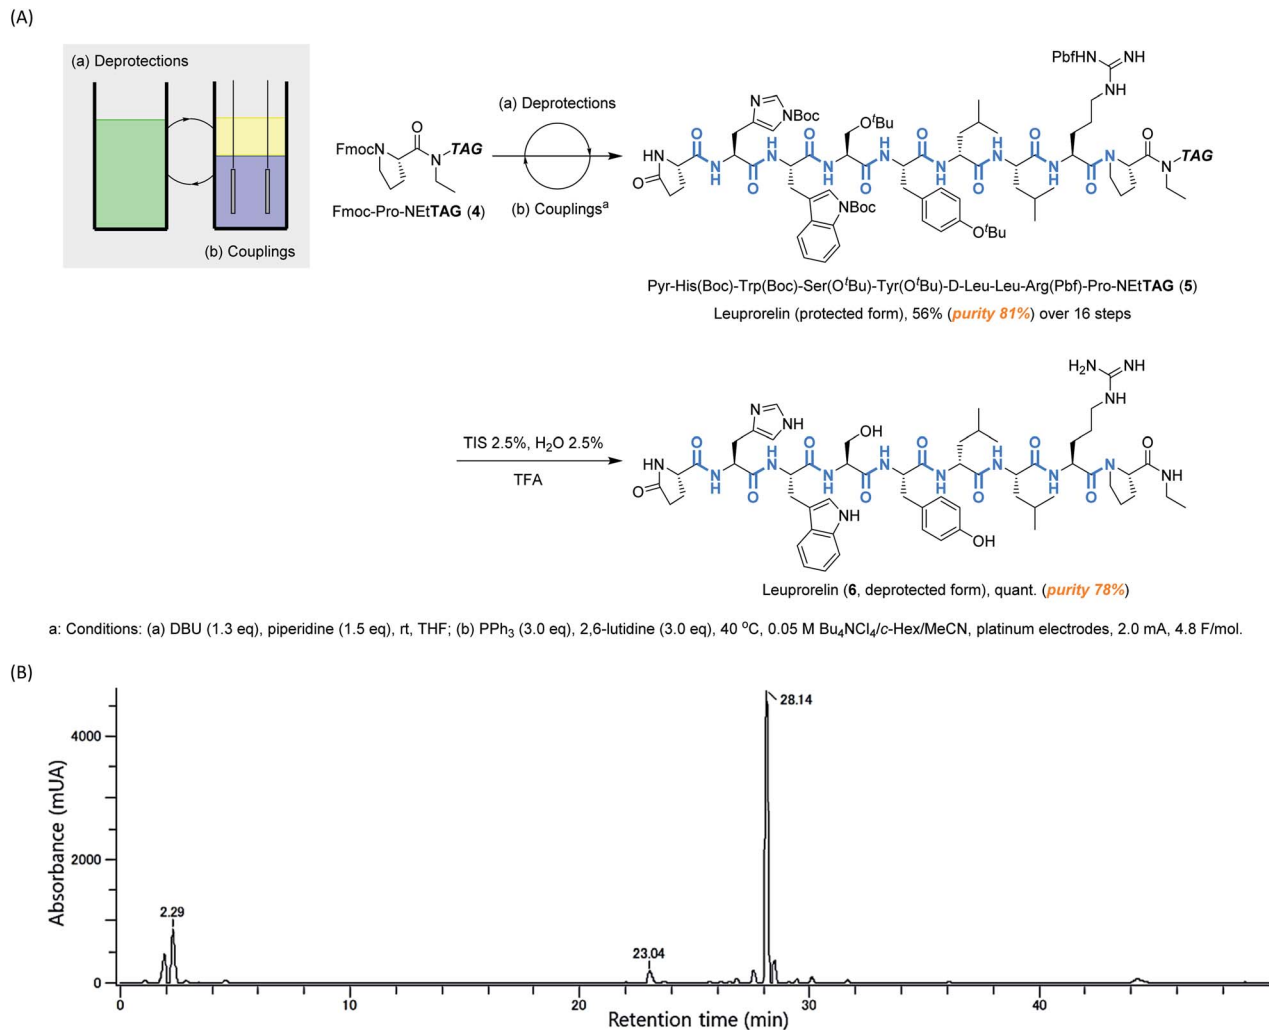 (A)
(a) Deprotections
(b) Couplings
FmocN
O
N
TAG
Fmoc-Pro-NEtTAG (4)
(a) Deprotections
(b) Couplingsᵃ
PbfHN
NH
NH
N
NBoc
OᵗBu
HN
O
O
N
H
O
H
N
O
NBoc
O
N
H
O
H
N
O
OᵗBu
O
N
H
O
H
N
O
N
H
O
N
O
N
TAG
Pyr-His(Boc)-Trp(Boc)-Ser(OᵗBu)-Tyr(OᵗBu)-D-Leu-Leu-Arg(Pbf)-Pro-NEtTAG (5)
Leuprorelin (protected form), 56% (purity 81%) over 16 steps
TIS 2.5%, H₂O 2.5%
TFA
H₂N
NH
NH
N
NH
OH
HN
O
O
N
H
O
H
N
O
NH
O
N
H
O
H
N
O
OH
O
N
H
O
H
N
O
N
H
O
N
O
NH
Leuprorelin (6, deprotected form), quant. (purity 78%)
a: Conditions: (a) DBU (1.3 eq), piperidine (1.5 eq), rt, THF; (b) PPh₃ (3.0 eq), 2,6-lutidine (3.0 eq), 40 ⁰C, 0.05 M Bu₄NCl₄/c-Hex/MeCN, platinum electrodes, 2.0 mA, 4.8 F/mol.
(B)
Absorbance (mUA)
4000
2000
0
2.29
23.04
28.14
0
10
20
30
40
Retention time (min)